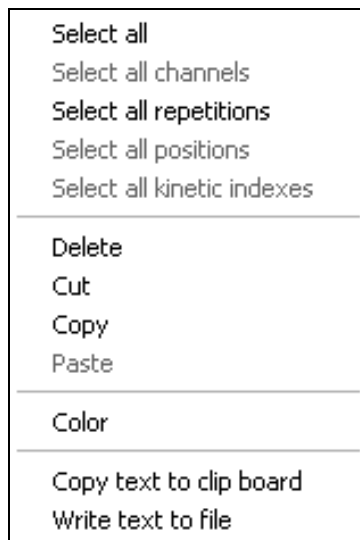 Select all
Select all channels
Select all repetitions
Select all positions
Select all kinetic indexes
Delete
Cut
Copy
Paste
Color
Copy text to clip board
Write text to file